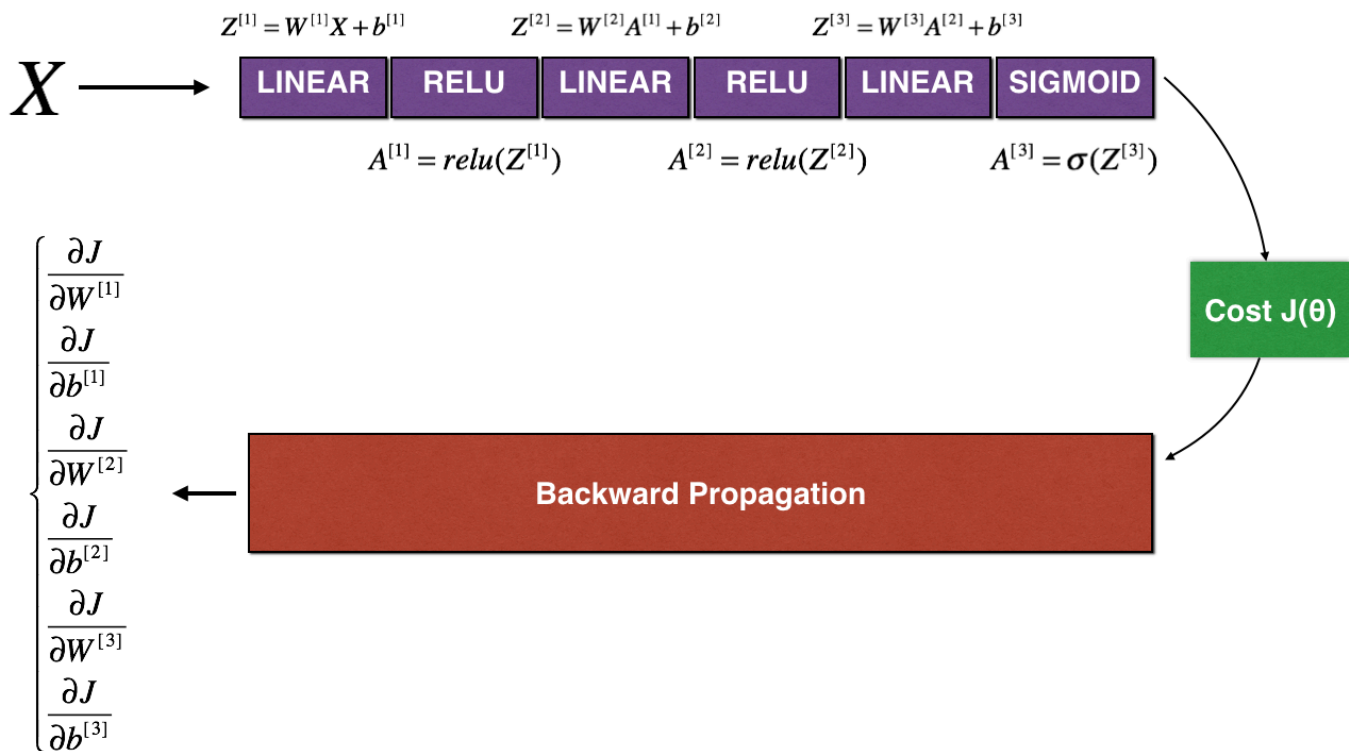 Z^[1] = W^[1]X + b^[1]
Z^[2] = W^[2]A^[1] + b^[2]
Z^[3] = W^[3]A^[2] + b^[3]
X
LINEAR
RELU
LINEAR
RELU
LINEAR
SIGMOID
A^[1] = relu(Z^[1])
A^[2] = relu(Z^[2])
A^[3] = σ(Z^[3])
Cost J(θ)
∂J
∂W^[1]
∂J
∂b^[1]
∂J
∂W^[2]
∂J
∂b^[2]
∂J
∂W^[3]
∂J
∂b^[3]
Backward Propagation